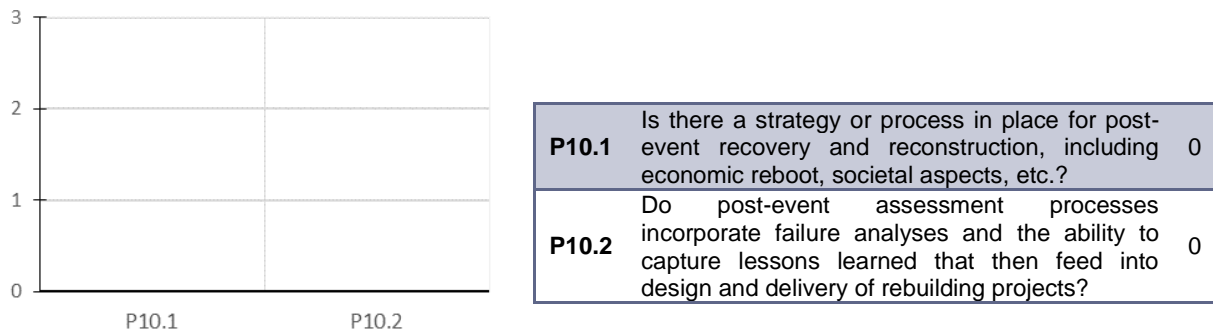 3
2
1
0
P10.1 P10.2
P10.1 Is there a strategy or process in place for post-
event recovery and reconstruction, including
economic reboot, societal aspects, etc.? 0
P10.2 Do post-event assessment processes
incorporate failure analyses and the ability to
capture lessons learned that then feed into
design and delivery of rebuilding projects? 0